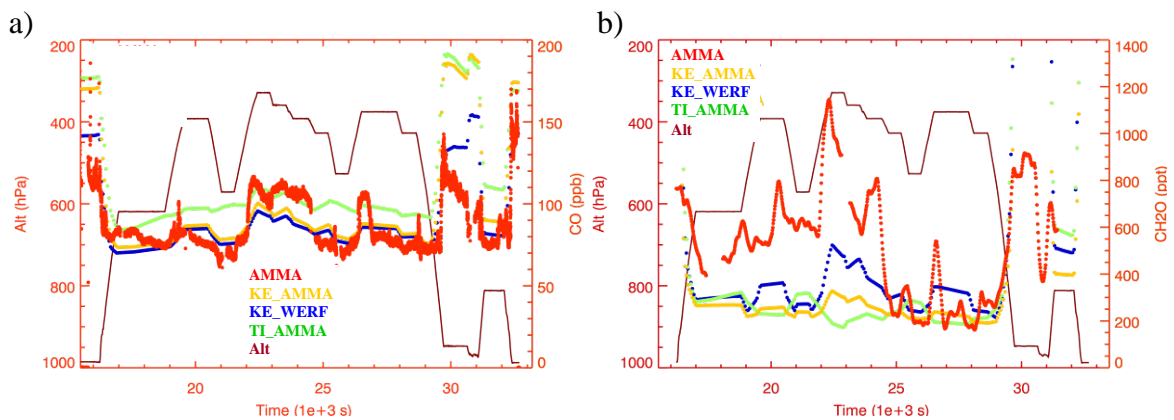 a)
b)
200
400
600
800
1000
Alt (hPa)
200
150
100
50
0
CO (ppb)
AMMA
KE_AMMA
KE_WERF
TI_AMMA
Alt
20
25
30
Time (1e+3 s)
200
400
600
800
1000
Alt (hPa)
AMMA
KE_AMMA
KE_WERF
TI_AMMA
Alt
1400
1200
1000
800
600
400
200
0
CH2O (ppt)
20
25
30
Time (1e+3 s)